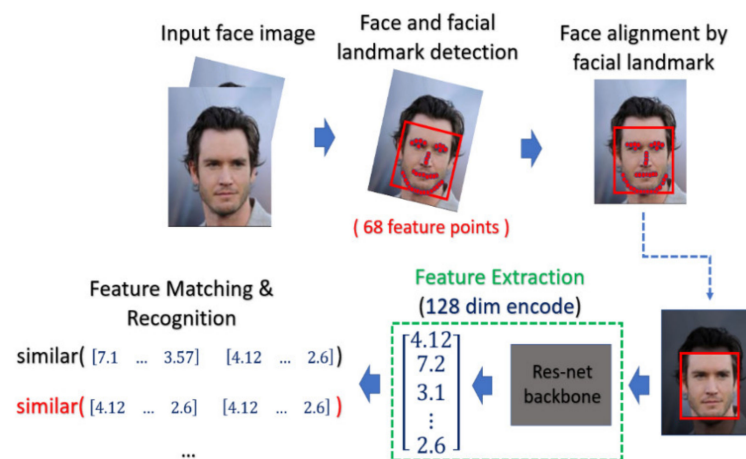 Input face image
Face and facial
landmark detection
Face alignment by
facial landmark
( 68 feature points )
Feature Extraction
(128 dim encode)
Res-net
backbone
4.12
7.2
3.1
⋮
2.6
Feature Matching &
Recognition
similar( [7.1 ... 3.57] [4.12 ... 2.6])
similar( [4.12 ... 2.6] [4.12 ... 2.6] )
...